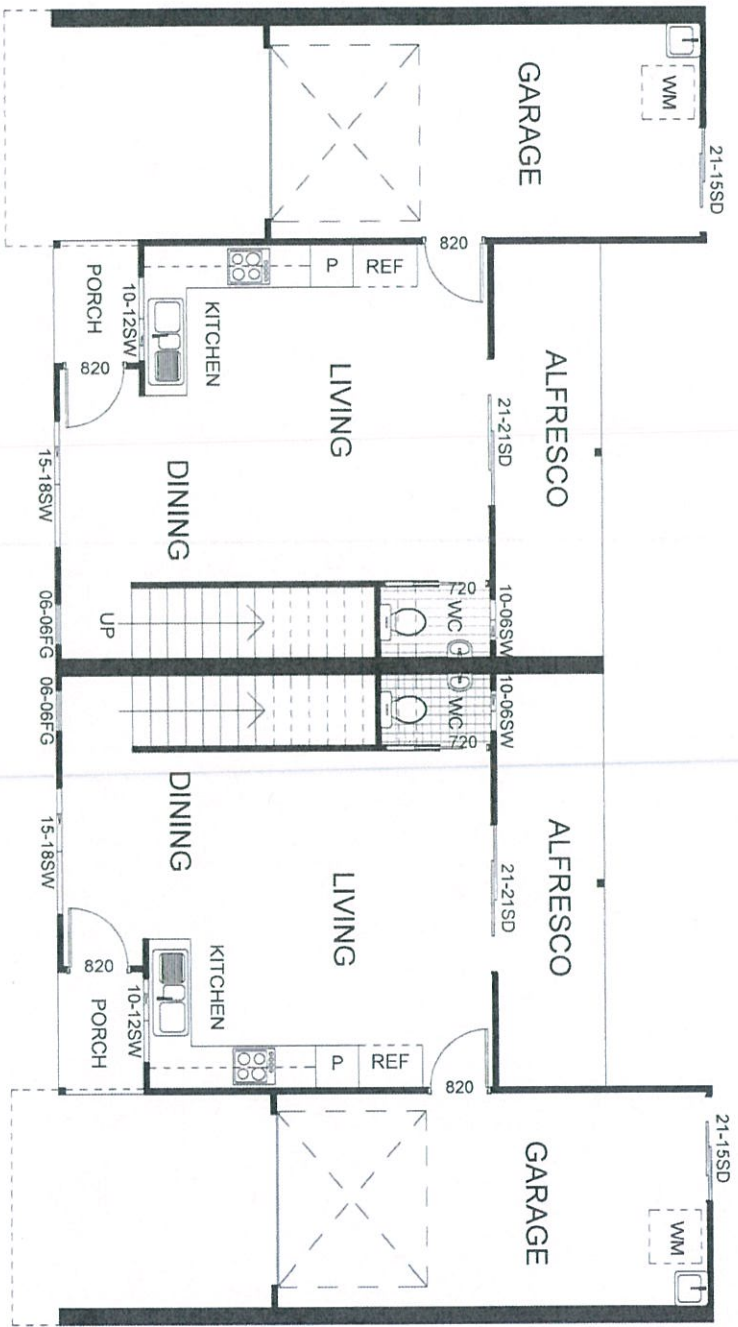 21-15SD
WM
GARAGE
820
REF
P
KITCHEN
10-12SW
PORCH
820
LIVING
DINING
15-18SW
ALFRESCO
21-21SD
720
10-06SW
WC
UP
06-06FG
06-06FG
10-06SW
WC
720
ALFRESCO
21-21SD
LIVING
DINING
15-18SW
KITCHEN
10-12SW
820
PORCH
REF
P
820
GARAGE
WM
21-15SD